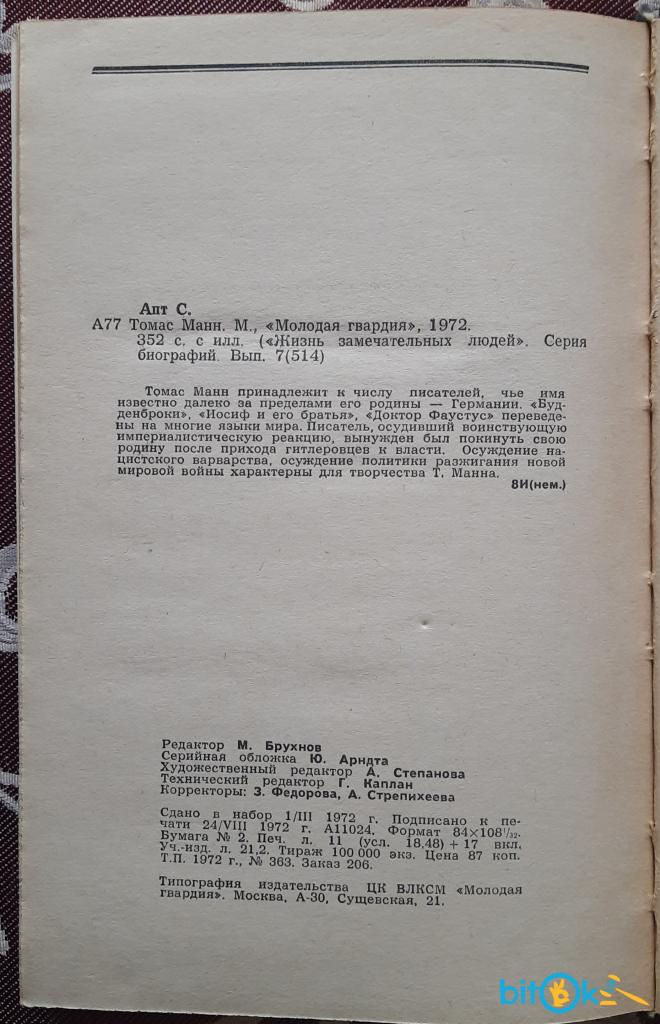 Апт С.
А77 Томас Манн. М., «Молодая гвардия», 1972.
352 с. с илл. («Жизнь замечательных людей». Серия
биографий. Вып. 7(514)
Томас Манн принадлежит к числу писателей, чье имя
известно далеко за пределами его родины — Германии. «Буд-
денброки», «Иосиф и его братья», «Доктор Фаустус» переведе-
ны на многие языки мира. Писатель, осудивший воинствующую
империалистическую реакцию, вынужден был покинуть свою
родину после прихода гитлеровцев к власти. Осуждение на-
цистского варварства, осуждение политики разжигания новой
мировой войны характерны для творчества Т. Манна.
8И(нем.)
Редактор М. Брухнов
Серийная обложка Ю. Арндта
Художественный редактор А. Степанова
Технический редактор Г. Каплан
Корректоры: З. Федорова, А. Стрепихеева
Сдано в набор 1/III 1972 г. Подписано к пе-
чати 24/VIII 1972 г. А11024. Формат 84×108¹/₃₂.
Бумага № 2. Печ. л. 11 (усл. 18,48) + 17 вкл.
Уч.-изд. л. 21,2. Тираж 100 000 экз. Цена 87 коп.
Т.П. 1972 г., № 363. Заказ 206.
Типография издательства ЦК ВЛКСМ «Молодая
гвардия». Москва, А-30, Сущевская, 21.
bitok